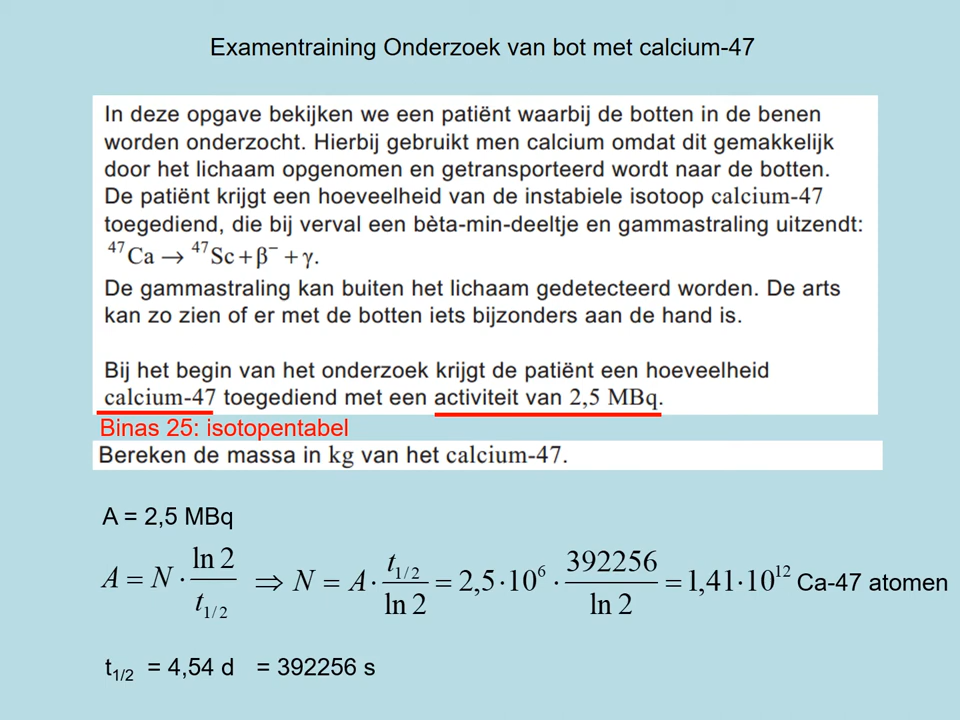 Examentraining Onderzoek van bot met calcium-47
In deze opgave bekijken we een patiënt waarbij de botten in de benen
worden onderzocht. Hierbij gebruikt men calcium omdat dit gemakkelijk
door het lichaam opgenomen en getransporteerd wordt naar de botten.
De patiënt krijgt een hoeveelheid van de instabiele isotoop calcium-47
toegediend, die bij verval een bèta-min-deeltje en gammastraling uitzendt:
⁴⁷Ca → ⁴⁷Sc + β⁻ + γ.
De gammastraling kan buiten het lichaam gedetecteerd worden. De arts
kan zo zien of er met de botten iets bijzonders aan de hand is.
Bij het begin van het onderzoek krijgt de patiënt een hoeveelheid
calcium-47 toegediend met een activiteit van 2,5 MBq.
Binas 25: isotopentabel
Bereken de massa in kg van het calcium-47.
A = 2,5 MBq
A = N · ln 2 / t₁/₂ ⇒ N = A · t₁/₂ / ln 2 = 2,5·10⁶ · 392256 / ln 2 = 1,41·10¹² Ca-47 atomen
t₁/₂ = 4,54 d = 392256 s